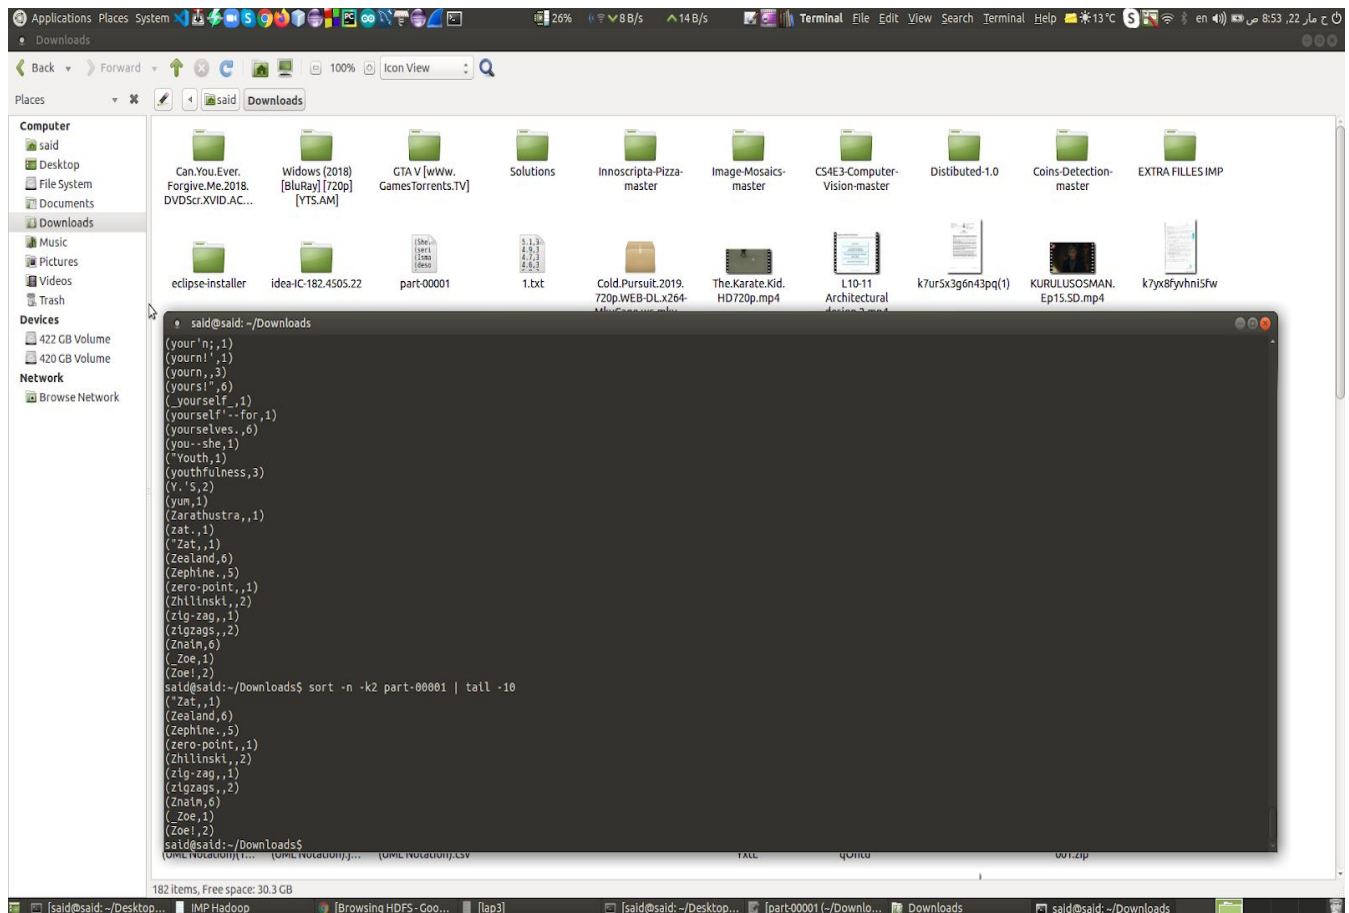 Applications Places System
26%
8 B/s
14 B/s
Terminal File Edit View Search Terminal Help
13 °C
en
ح مار 22, 8:53 ص
Downloads
Back Forward 100% Icon View
Places said Downloads
Computer
said
Desktop
File System
Documents
Downloads
Music
Pictures
Videos
Trash
Devices
422 GB Volume
420 GB Volume
Network
Browse Network
Can.You.Ever.
Forgive.Me.2018.
DVDScr.XVID.AC...
Widows (2018)
[BluRay] [720p]
[YTS.AM]
GTA V [wWw.
GamesTorrents.TV]
Solutions
Innoscripta-Pizza-
master
Image-Mosaics-
master
CS4E3-Computer-
Vision-master
Distibuted-1.0
Coins-Detection-
master
EXTRA FILLES IMP
eclipse-installer
idea-IC-182.4505.22
part-00001
1.txt
Cold.Pursuit.2019.
720p.WEB-DL.x264-
The.Karate.Kid.
HD720p.mp4
L10-11
Architectural
k7ur5x3g6n43pq(1)
KURULUSOSMAN.
Ep15.SD.mp4
k7yx8fyvhni5fw
said@said: ~/Downloads
(your'n;,1)
(yourn!',1)
(yourn,,3)
(yours!",6)
(_yourself_,1)
(yourself'--for,1)
(yourselves.,6)
(you--she,1)
("Youth,1)
(youthfulness,3)
(Y.'S,2)
(yum,1)
(Zarathustra,,1)
(zat.,1)
("Zat,,1)
(Zealand,6)
(Zephine.,5)
(zero-point,,1)
(Zhilinski,,2)
(zig-zag,,1)
(zigzags,,2)
(Znaim,6)
(_Zoe,1)
(Zoe!,2)
said@said:~/Downloads$ sort -n -k2 part-00001 | tail -10
("Zat,,1)
(Zealand,6)
(Zephine.,5)
(zero-point,,1)
(Zhilinski,,2)
(zig-zag,,1)
(zigzags,,2)
(Znaim,6)
(_Zoe,1)
(Zoe!,2)
said@said:~/Downloads$
182 items, Free space: 30.3 GB
[said@said: ~/Deskto... IMP Hadoop [Browsing HDFS - Goo... [lap3] [said@said: ~/Desktop... [part-00001 (~/Downlo... Downloads said@said: ~/Downloads